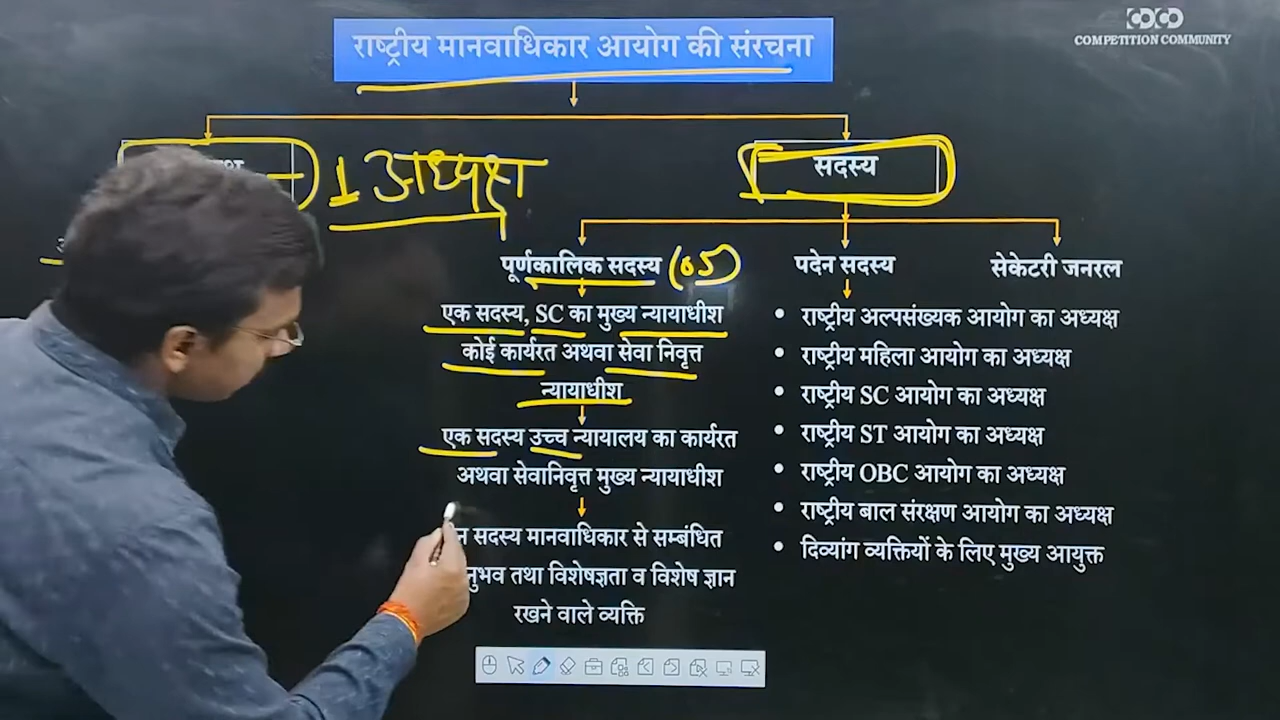 COMPETITION COMMUNITY
राष्ट्रीय मानवाधिकार आयोग की संरचना
1 अध्यक्ष
सदस्य
पूर्णकालिक सदस्य (05)
एक सदस्य, SC का मुख्य न्यायाधीश
कोई कार्यरत अथवा सेवा निवृत्त
न्यायाधीश
एक सदस्य उच्च न्यायालय का कार्यरत
अथवा सेवानिवृत्त मुख्य न्यायाधीश
सदस्य मानवाधिकार से सम्बंधित
तथा विशेषज्ञता व विशेष ज्ञान
रखने वाले व्यक्ति
पदेन सदस्य
राष्ट्रीय अल्पसंख्यक आयोग का अध्यक्ष
राष्ट्रीय महिला आयोग का अध्यक्ष
राष्ट्रीय SC आयोग का अध्यक्ष
राष्ट्रीय ST आयोग का अध्यक्ष
राष्ट्रीय OBC आयोग का अध्यक्ष
राष्ट्रीय बाल संरक्षण आयोग का अध्यक्ष
दिव्यांग व्यक्तियों के लिए मुख्य आयुक्त
सेकेटरी जनरल